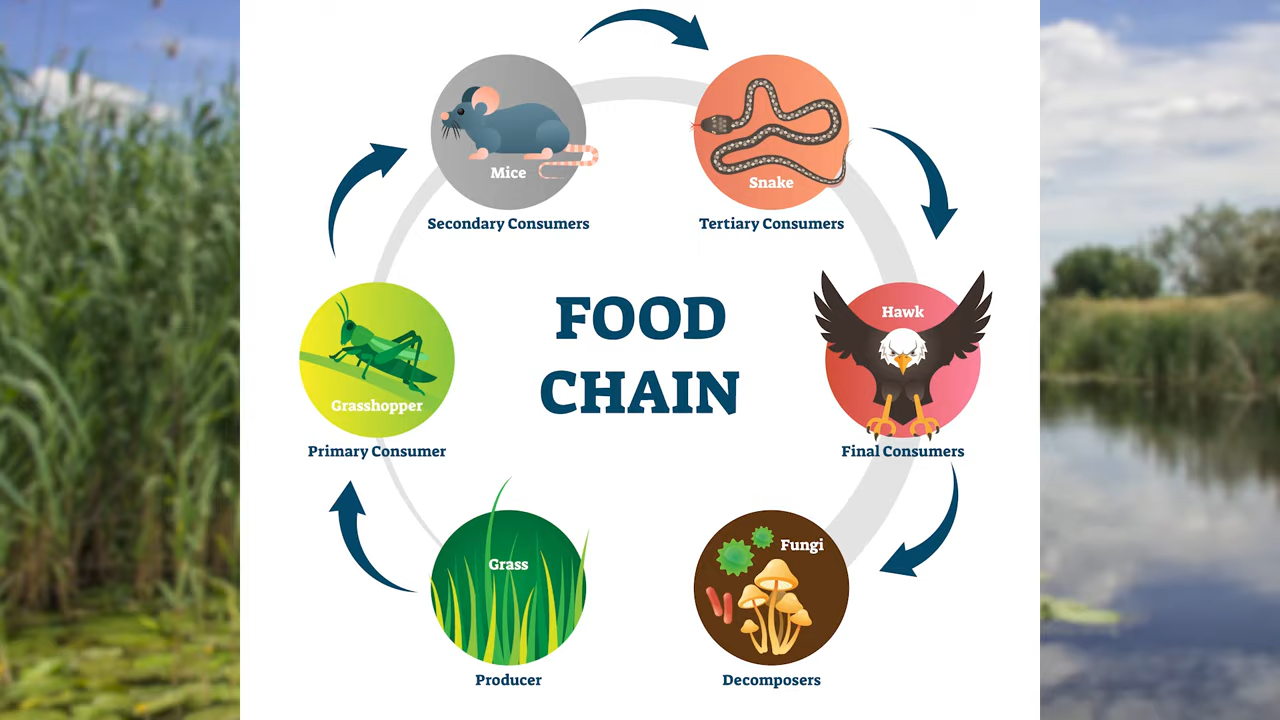 Mice
Secondary Consumers
Snake
Tertiary Consumers
Hawk
Final Consumers
Fungi
Decomposers
Grass
Producer
Grasshopper
Primary Consumer
FOOD
CHAIN